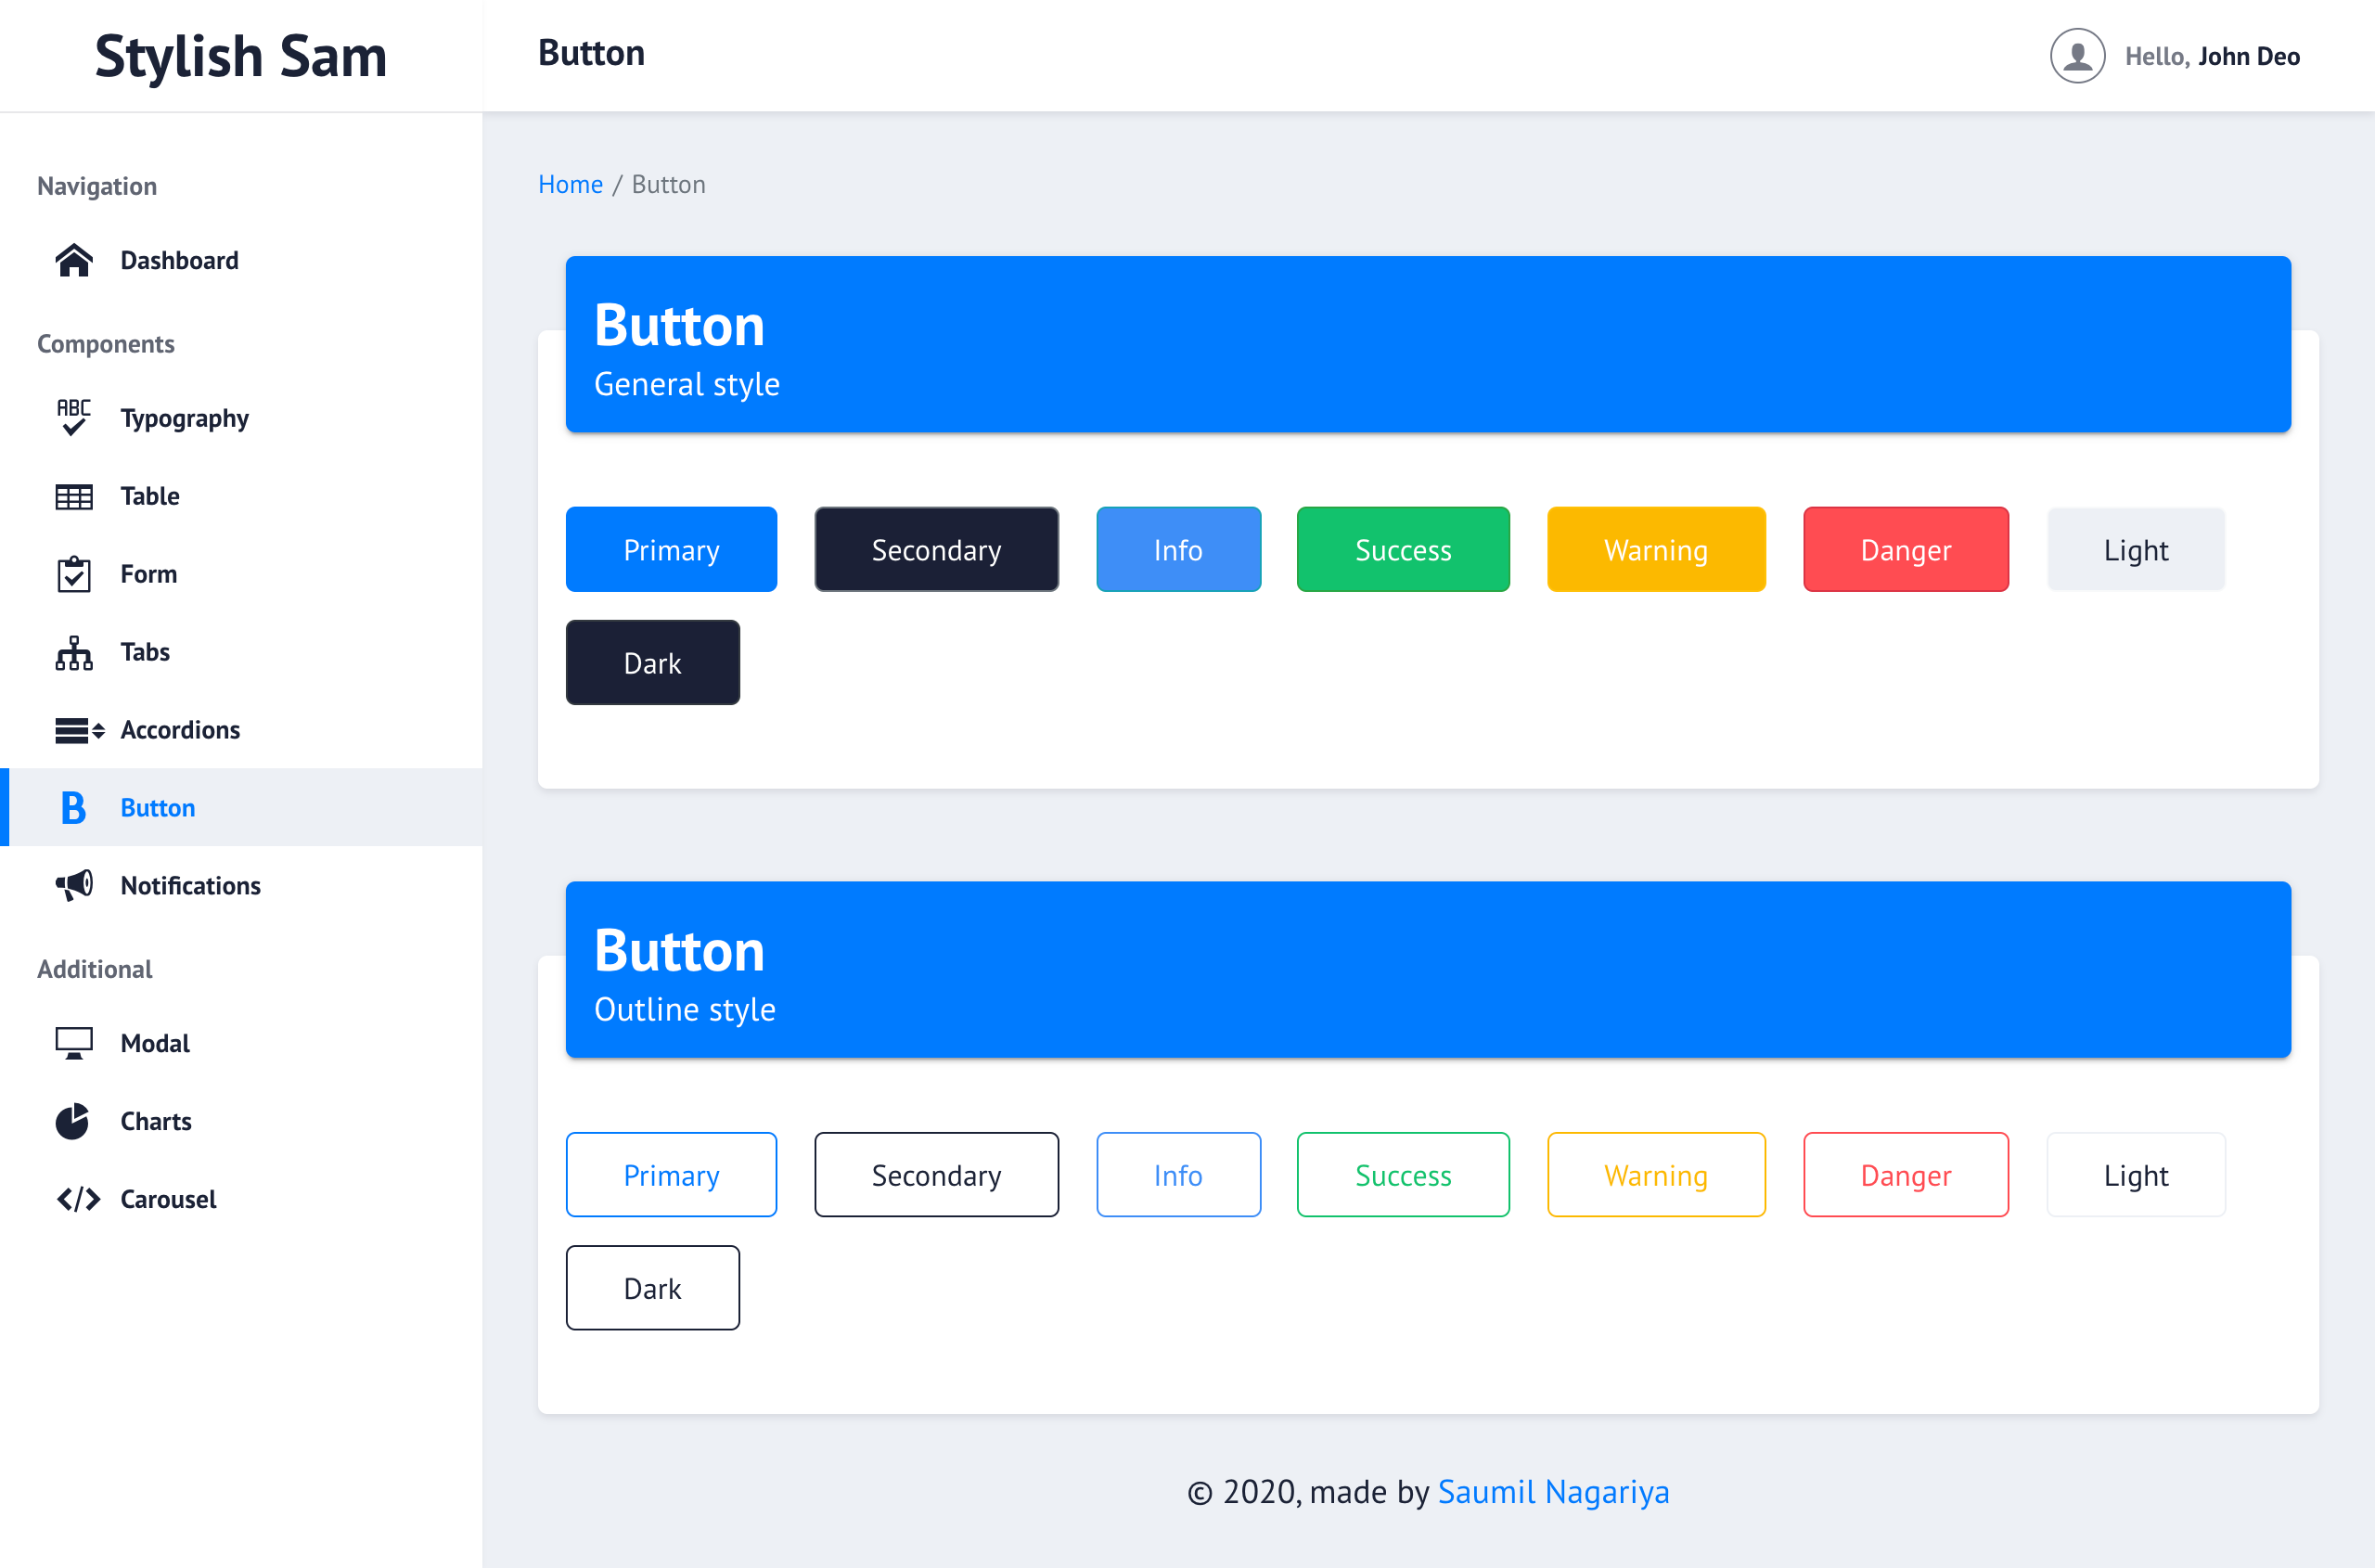 Stylish Sam
Button
Hello, John Deo
Navigation
Dashboard
Components
ABC
Typography
Table
Form
Tabs
Accordions
B
Button
Notifications
Additional
Modal
Charts
Carousel
Home / Button
Button
General style
Primary
Secondary
Info
Success
Warning
Danger
Light
Dark
Button
Outline style
Primary
Secondary
Info
Success
Warning
Danger
Light
Dark
© 2020, made by Saumil Nagariya